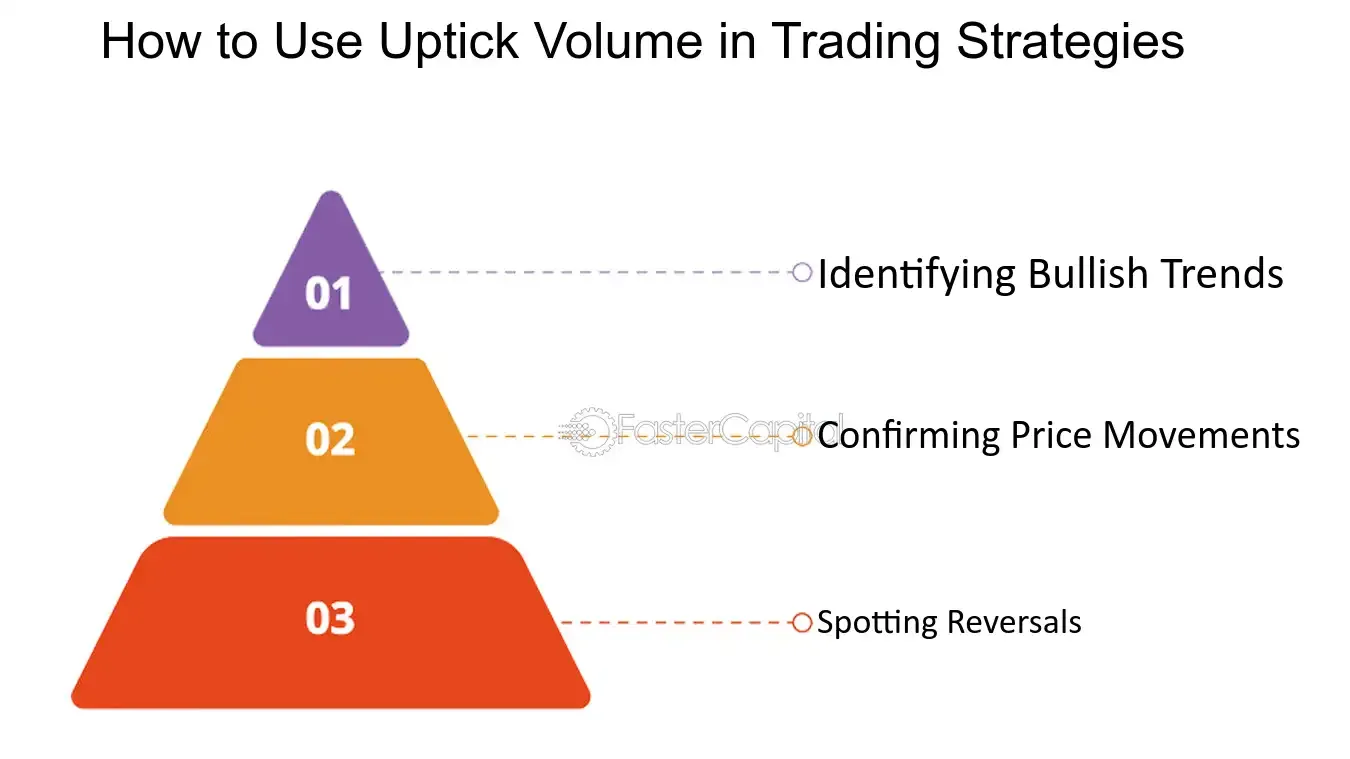 How to Use Uptick Volume in Trading Strategies
01
Identifying Bullish Trends
02
FasterCapital
Confirming Price Movements
03
Spotting Reversals